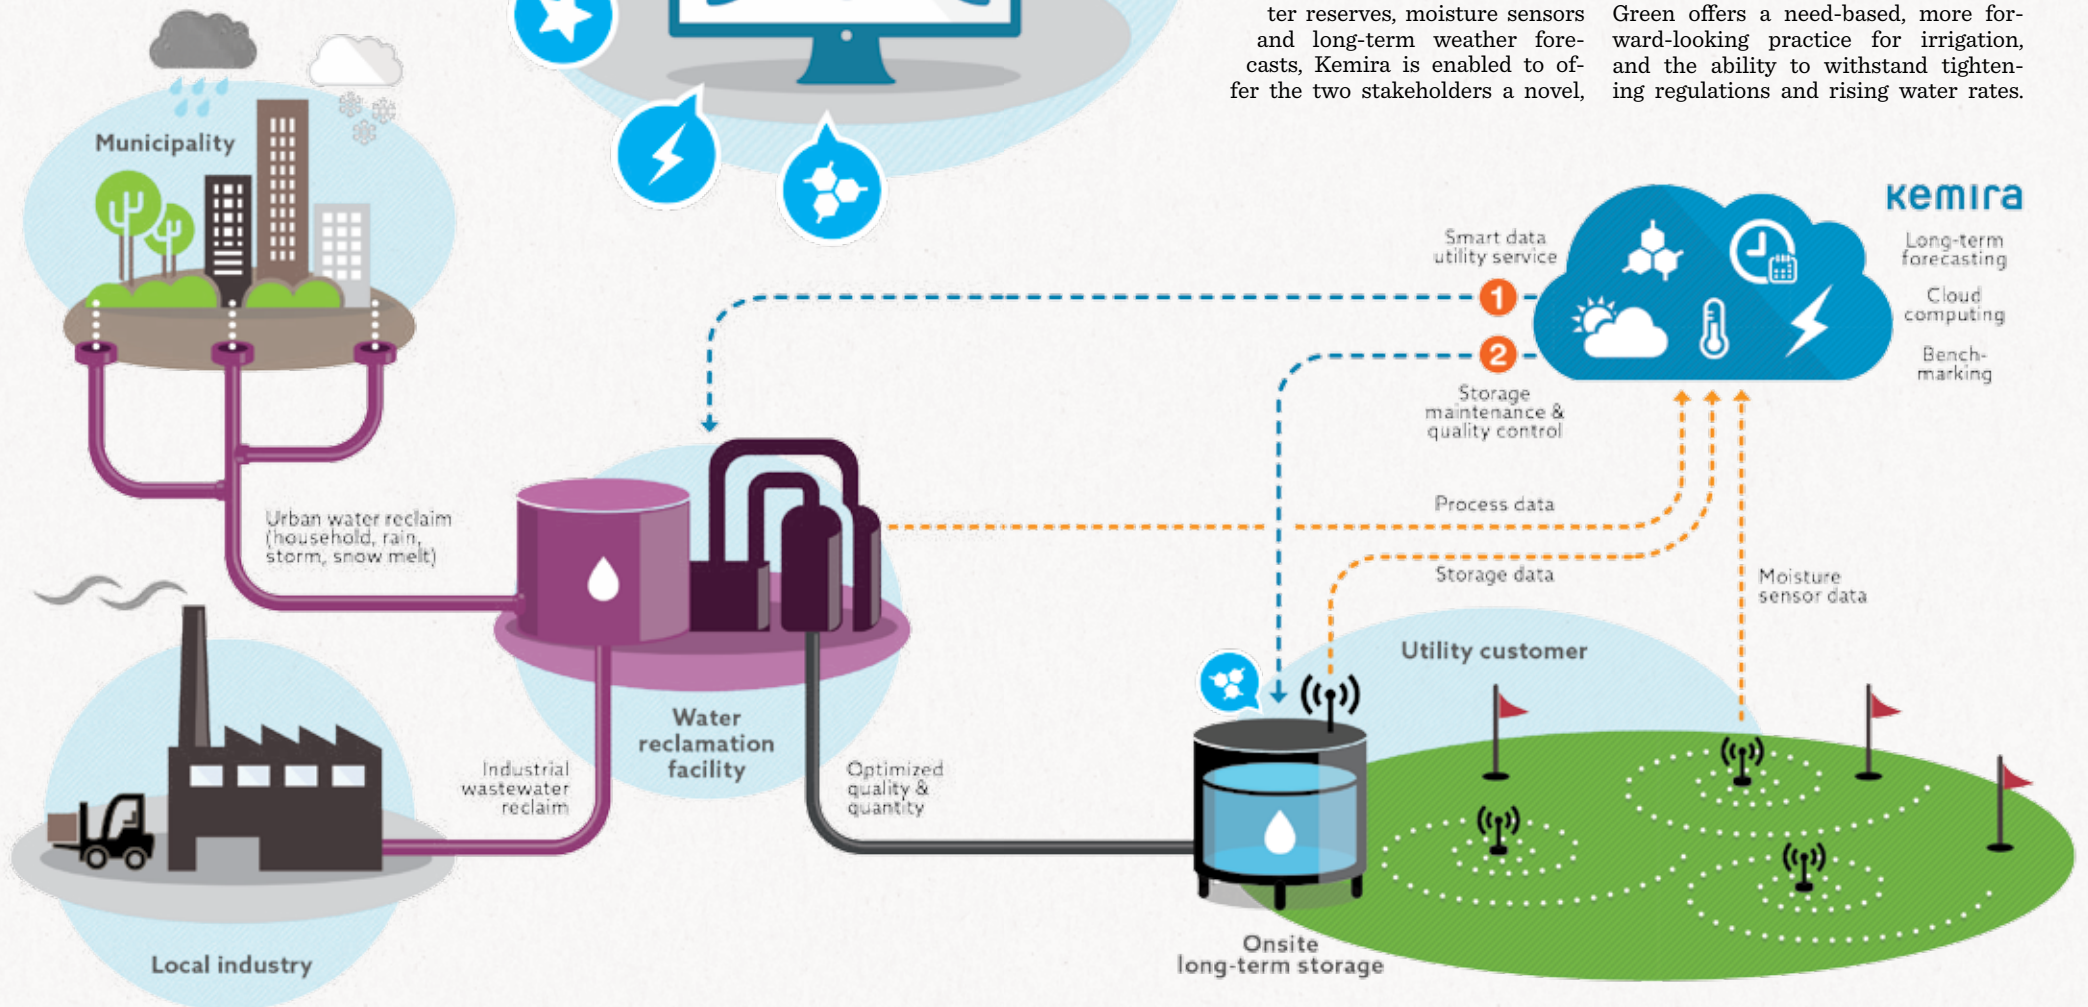 ter reserves, moisture sensors
and long-term weather fore-
casts, Kemira is enabled to of-
fer the two stakeholders a novel,
Green offers a need-based, more for-
ward-looking practice for irrigation,
and the ability to withstand tighten-
ing regulations and rising water rates.
Municipality
kemira
Smart data
utility service
Long-term
forecasting
1
Cloud
computing
2
Bench-
marking
Storage
maintenance &
quality control
Process data
Urban water reclaim
(household, rain,
storm, snow melt)
Storage data
Moisture
sensor data
Utility customer
Water
reclamation
facility
Industrial
wastewater
reclaim
Optimized
quality &
quantity
Onsite
long-term storage
Local industry